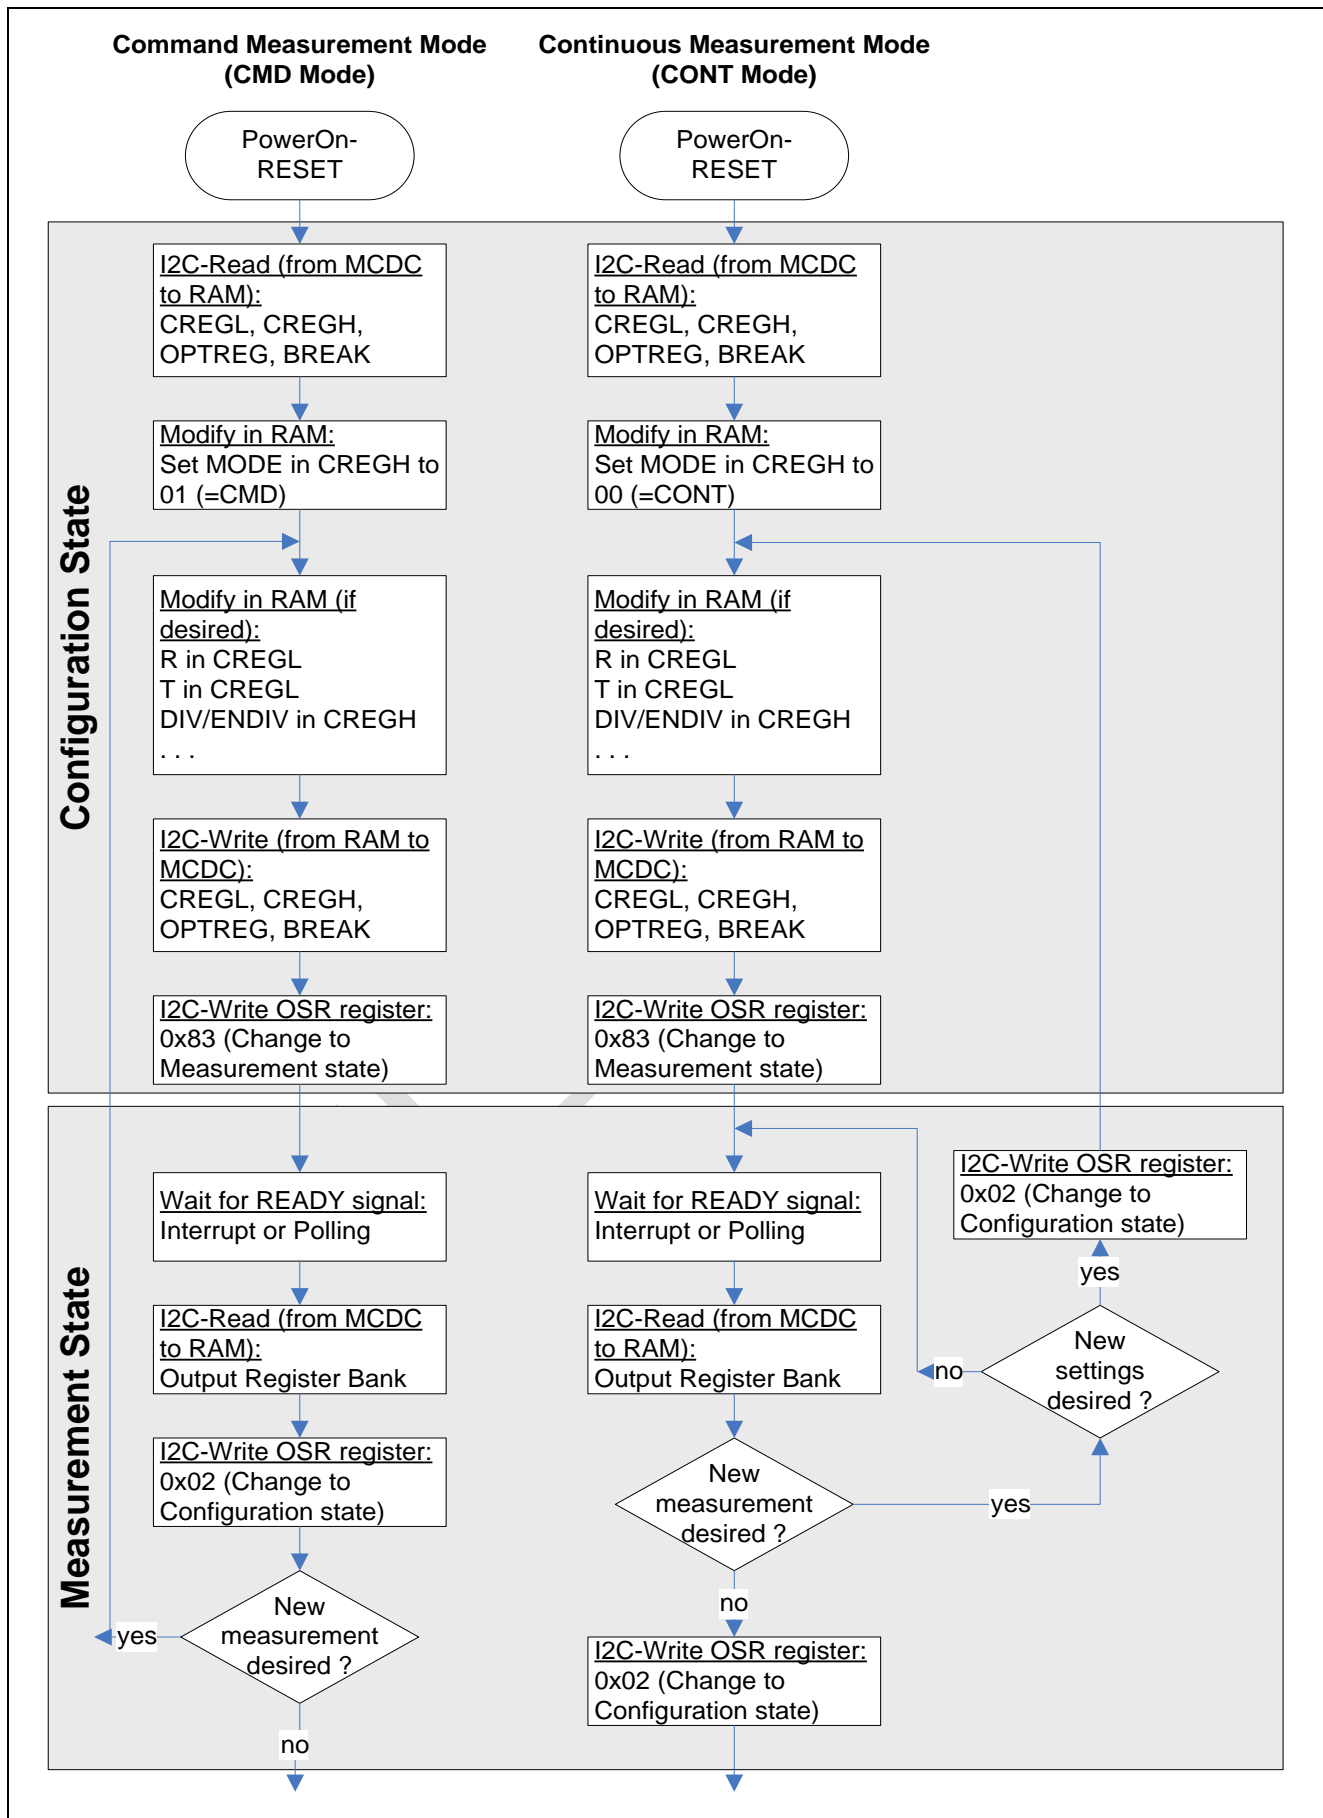 Command Measurement Mode
(CMD Mode)
Continuous Measurement Mode
(CONT Mode)
PowerOn-
RESET
PowerOn-
RESET
Configuration State
I2C-Read (from MCDC
to RAM):
CREGL, CREGH,
OPTREG, BREAK
I2C-Read (from MCDC
to RAM):
CREGL, CREGH,
OPTREG, BREAK
Modify in RAM:
Set MODE in CREGH to
01 (=CMD)
Modify in RAM:
Set MODE in CREGH to
00 (=CONT)
Modify in RAM (if
desired):
R in CREGL
T in CREGL
DIV/ENDIV in CREGH
. . .
Modify in RAM (if
desired):
R in CREGL
T in CREGL
DIV/ENDIV in CREGH
. . .
I2C-Write (from RAM to
MCDC):
CREGL, CREGH,
OPTREG, BREAK
I2C-Write (from RAM to
MCDC):
CREGL, CREGH,
OPTREG, BREAK
I2C-Write OSR register:
0x83 (Change to
Measurement state)
I2C-Write OSR register:
0x83 (Change to
Measurement state)
Measurement State
Wait for READY signal:
Interrupt or Polling
Wait for READY signal:
Interrupt or Polling
I2C-Write OSR register:
0x02 (Change to
Configuration state)
yes
I2C-Read (from MCDC
to RAM):
Output Register Bank
I2C-Read (from MCDC
to RAM):
Output Register Bank
New
settings
desired ?
no
I2C-Write OSR register:
0x02 (Change to
Configuration state)
New
measurement
desired ?
yes
New
measurement
desired ?
yes
no
no
I2C-Write OSR register:
0x02 (Change to
Configuration state)